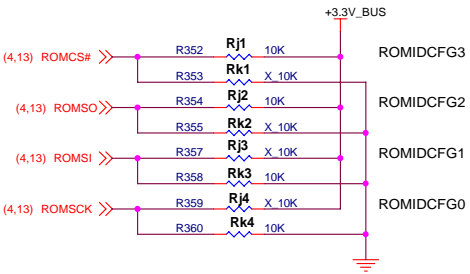 +3.3V_BUS
(4,13) ROMCS# R352 Rj1 10K ROMIDCFG3
R353 Rk1 X_10K
(4,13) ROMSO R354 Rj2 10K ROMIDCFG2
R355 Rk2 X_10K
(4,13) ROMSI R357 Rj3 X_10K ROMIDCFG1
R358 Rk3 10K
(4,13) ROMSCK R359 Rj4 X_10K ROMIDCFG0
R360 Rk4 10K